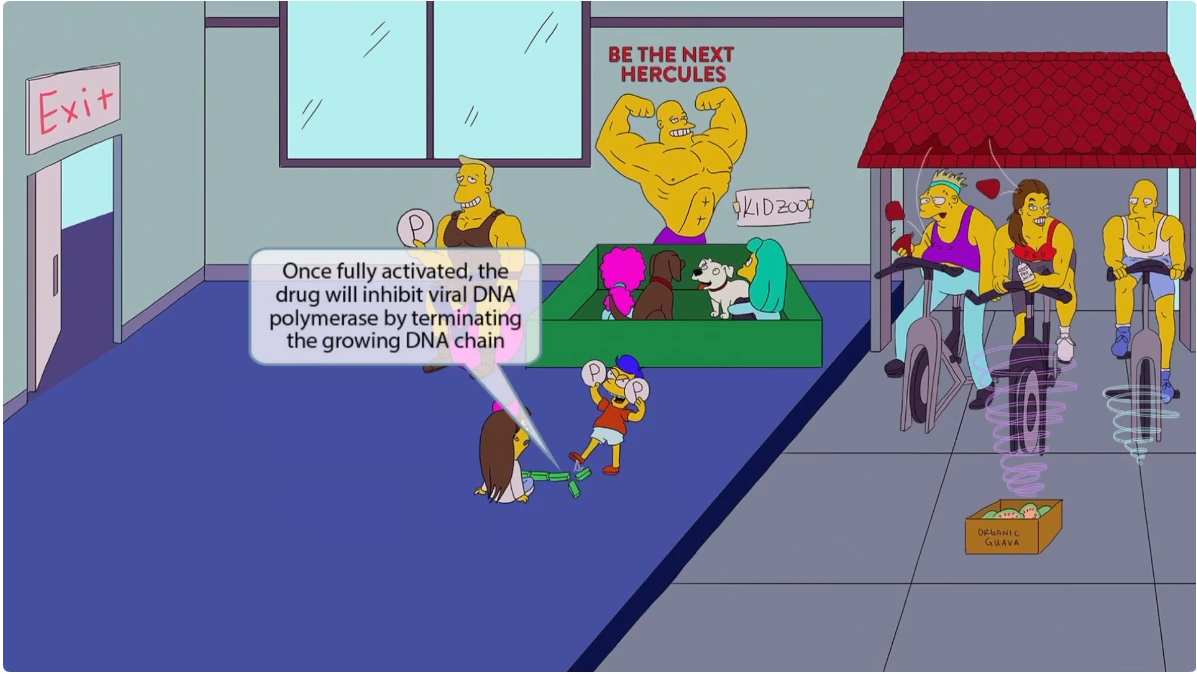 Exit
BE THE NEXT
HERCULES
KIDZOO
P
Once fully activated, the
drug will inhibit viral DNA
polymerase by terminating
the growing DNA chain
P
P
ORGANIC
GUAVA